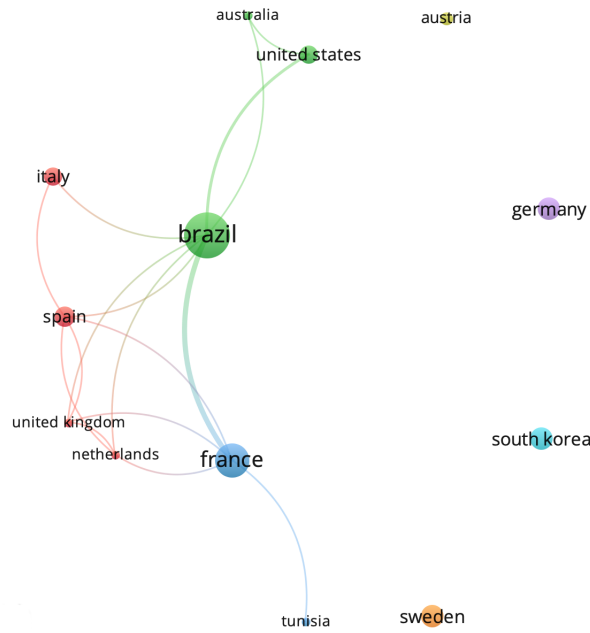 australia
austria
united states
italy
germany
brazil
spain
united kingdom
south korea
netherlands
france
sweden
tunisia